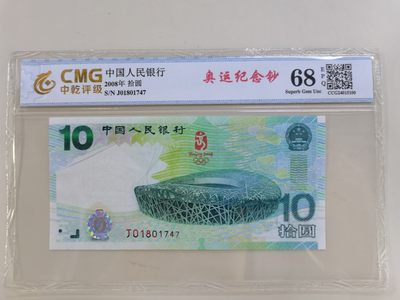 CMG
中乾评级
中国人民银行
2008年 拾圆
S/N J01801747
奥运纪念钞
68
EPQ
Superb Gem Unc
10
中国人民银行
Beijing 2008
J01801747
10
拾圆